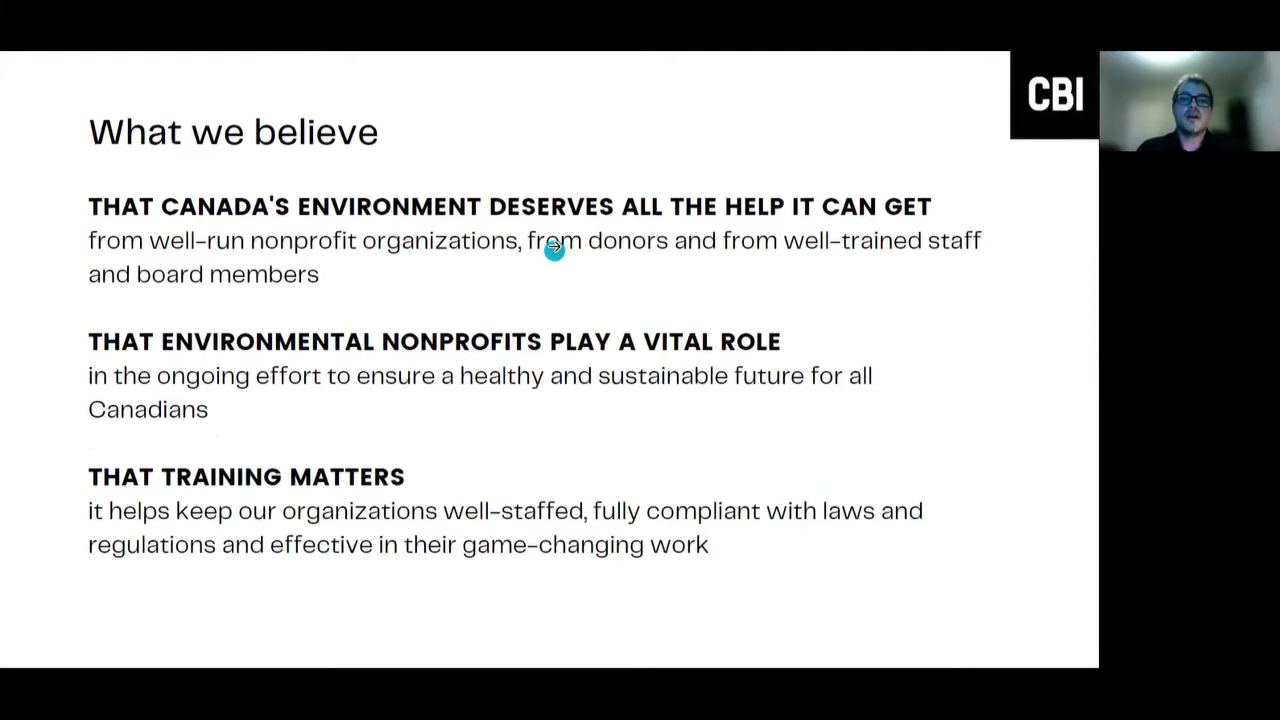 CBI
What we believe
THAT CANADA'S ENVIRONMENT DESERVES ALL THE HELP IT CAN GET
from well-run nonprofit organizations, from donors and from well-trained staff
and board members
THAT ENVIRONMENTAL NONPROFITS PLAY A VITAL ROLE
in the ongoing effort to ensure a healthy and sustainable future for all
Canadians
THAT TRAINING MATTERS
it helps keep our organizations well-staffed, fully compliant with laws and
regulations and effective in their game-changing work